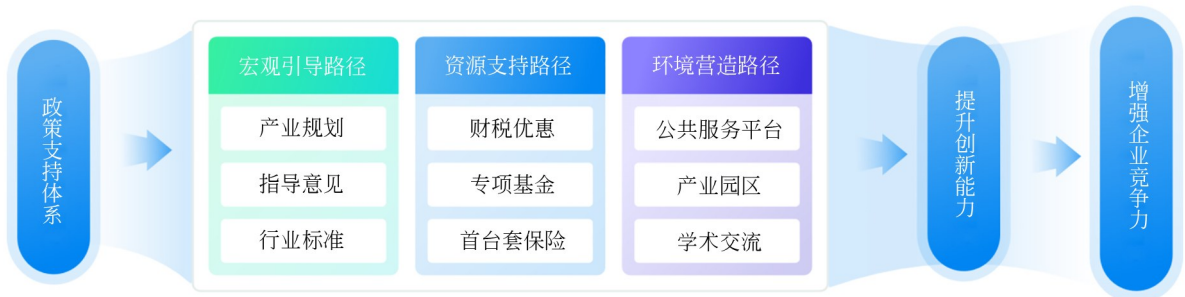 政策支持体系
宏观引导路径
产业规划
指导意见
行业标准
资源支持路径
财税优惠
专项基金
首台套保险
环境营造路径
公共服务平台
产业园区
学术交流
提升创新能力
增强企业竞争力